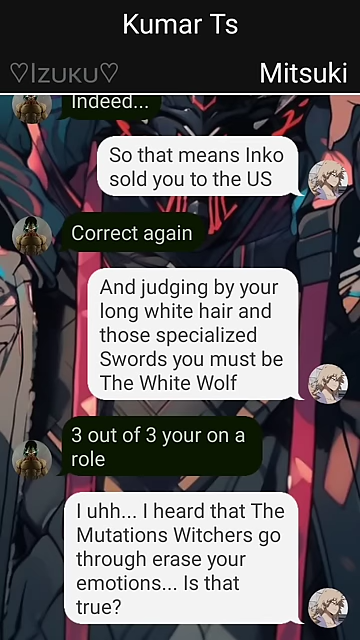 Kumar Ts
♡Izuku♡
Mitsuki
Indeed...
So that means Inko
sold you to the US
Correct again
And judging by your
long white hair and
those specialized
Swords you must be
The White Wolf
3 out of 3 your on a
role
I uhh... I heard that The
Mutations Witchers go
through erase your
emotions... Is that
true?